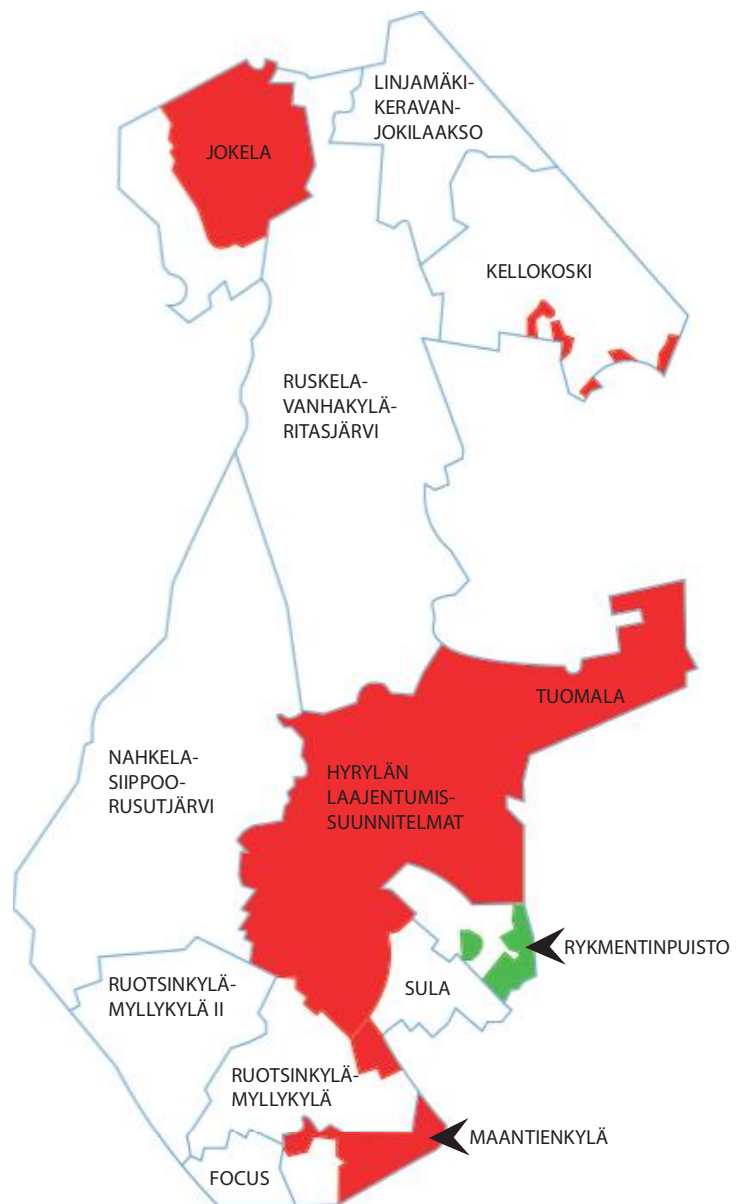 LINJAMÄKI-
KERAVAN-
JOKILAAKSO
JOKELA
KELLOKOSKI
RUSKELA-
VANHAKYLÄ-
RITASJÄRVI
TUOMALA
NAHKELA-
SIIPPOO-
RUSUTJÄRVI
HYRYLÄN
LAAJENTUMIS-
SUUNNITELMAT
RYKMENTINPUISTO
RUOTSINKYLÄ-
MYLLYKYLÄ II
SULA
RUOTSINKYLÄ-
MYLLYKYLÄ
MAANTIENKYLÄ
FOCUS